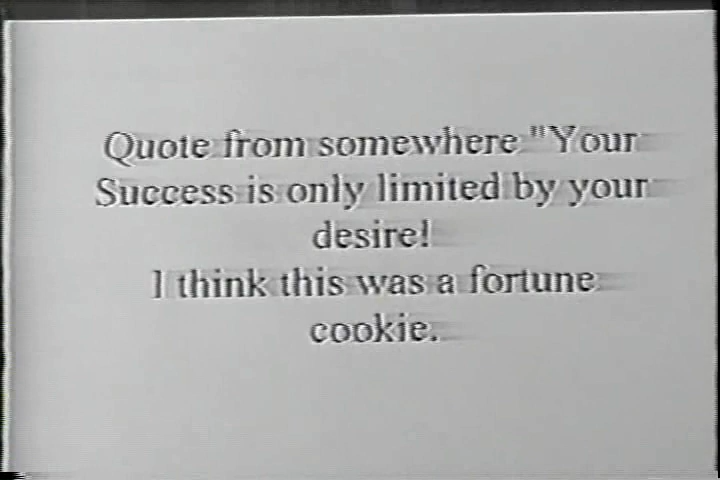 Quote from somewhere "Your
Success is only limited by your
desire!
I think this was a fortune
cookie.